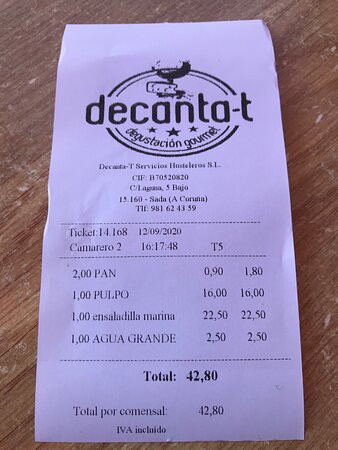 decanta-t
degustación gourmet
Decanta-T Servicios Hosteleros S.L.
CIF: B70520820
C/Laguna, 5 Bajo
15.160 - Sada (A Coruña)
Tlf: 981 62 43 59
Ticket:14.168 12/09/2020
Camarero 2 16:17:48 T5
2,00 PAN 0,90 1,80
1,00 PULPO 16,00 16,00
1,00 ensaladilla marina 22,50 22,50
1,00 AGUA GRANDE 2,50 2,50
Total: 42,80
Total por comensal: 42,80
IVA incluido